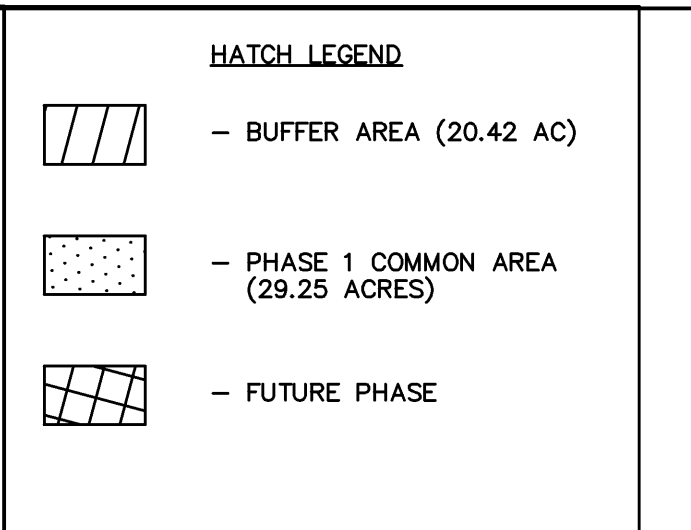 HATCH LEGEND
– BUFFER AREA (20.42 AC)
– PHASE 1 COMMON AREA
(29.25 ACRES)
– FUTURE PHASE